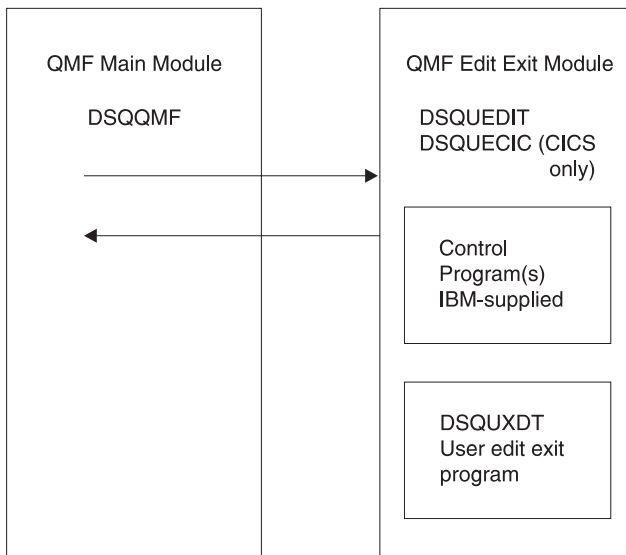 QMF Main Module
DSQQMF
QMF Edit Exit Module
DSQUEDIT
DSQUECIC (CICS
only)
Control
Program(s)
IBM-supplied
DSQUXDT
User edit exit
program